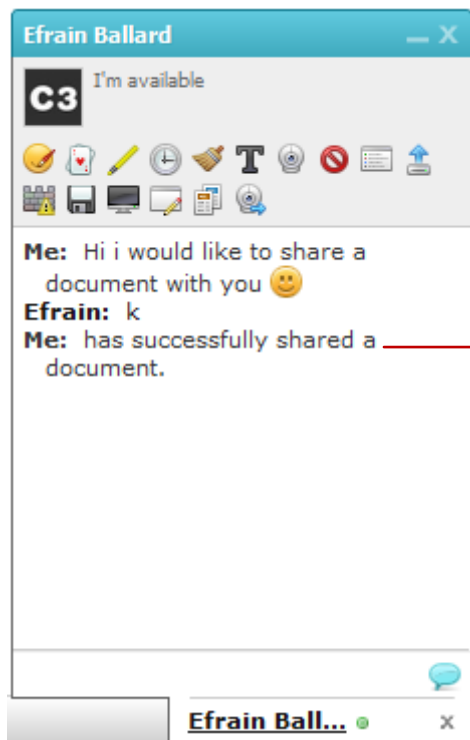 Efrain Ballard
C3
I'm available
Me: Hi i would like to share a
document with you
Efrain: k
Me: has successfully shared a
document.
Efrain Ball...